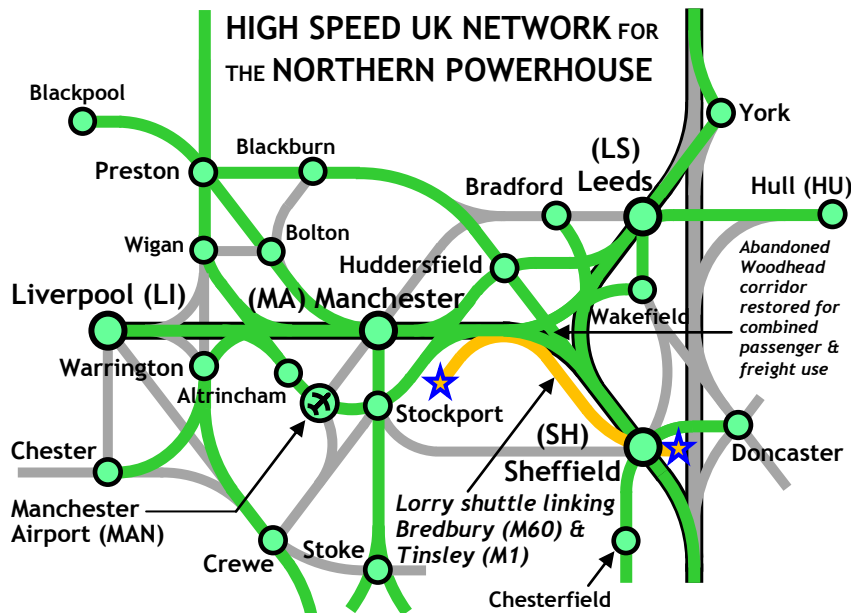 HIGH SPEED UK NETWORK FOR
THE NORTHERN POWERHOUSE
Blackpool
York
Blackburn
(LS)
Leeds
Preston
Bradford
Hull (HU)
Wigan
Bolton
Huddersfield
Abandoned
Woodhead
corridor
restored for
combined
passenger &
freight use
Liverpool (LI)
(MA) Manchester
Wakefield
Warrington
Altrincham
Stockport
Chester
(SH)
Sheffield
Doncaster
Manchester
Airport (MAN)
Lorry shuttle linking
Bredbury (M60) &
Tinsley (M1)
Crewe
Stoke
Chesterfield